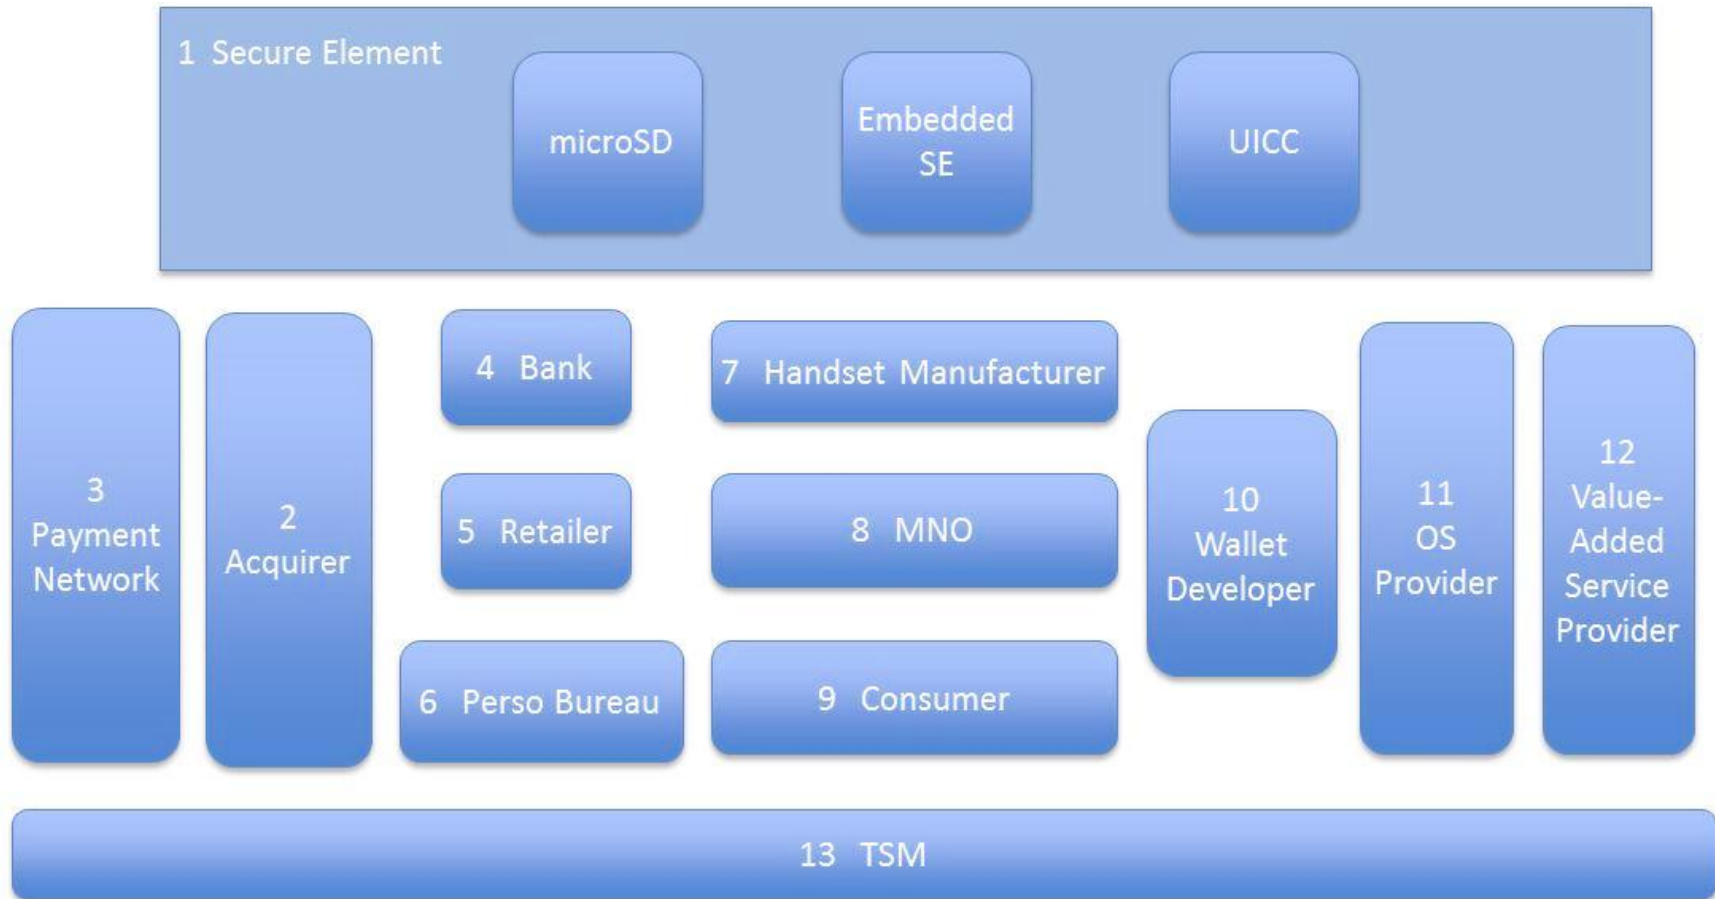 1 Secure Element
microSD
Embedded
SE
UICC
3
Payment
Network
2
Acquirer
4 Bank
5 Retailer
6 Perso Bureau
7 Handset Manufacturer
8 MNO
9 Consumer
10
Wallet
Developer
11
OS
Provider
12
Value-
Added
Service
Provider
13 TSM